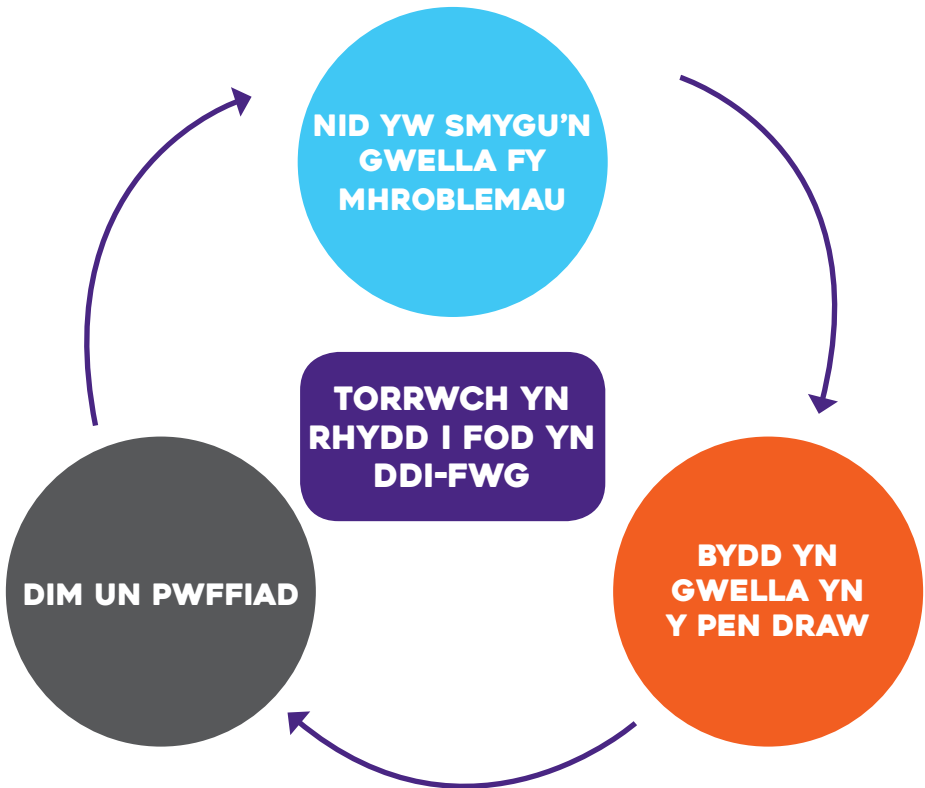 NID YW SMYGU’N
GWELLA FY
MHROBLEMAU
TORRWCH YN
RHYDD I FOD YN
DDI-FWG
BYDD YN
GWELLA YN
Y PEN DRAW
DIM UN PWFFIAD